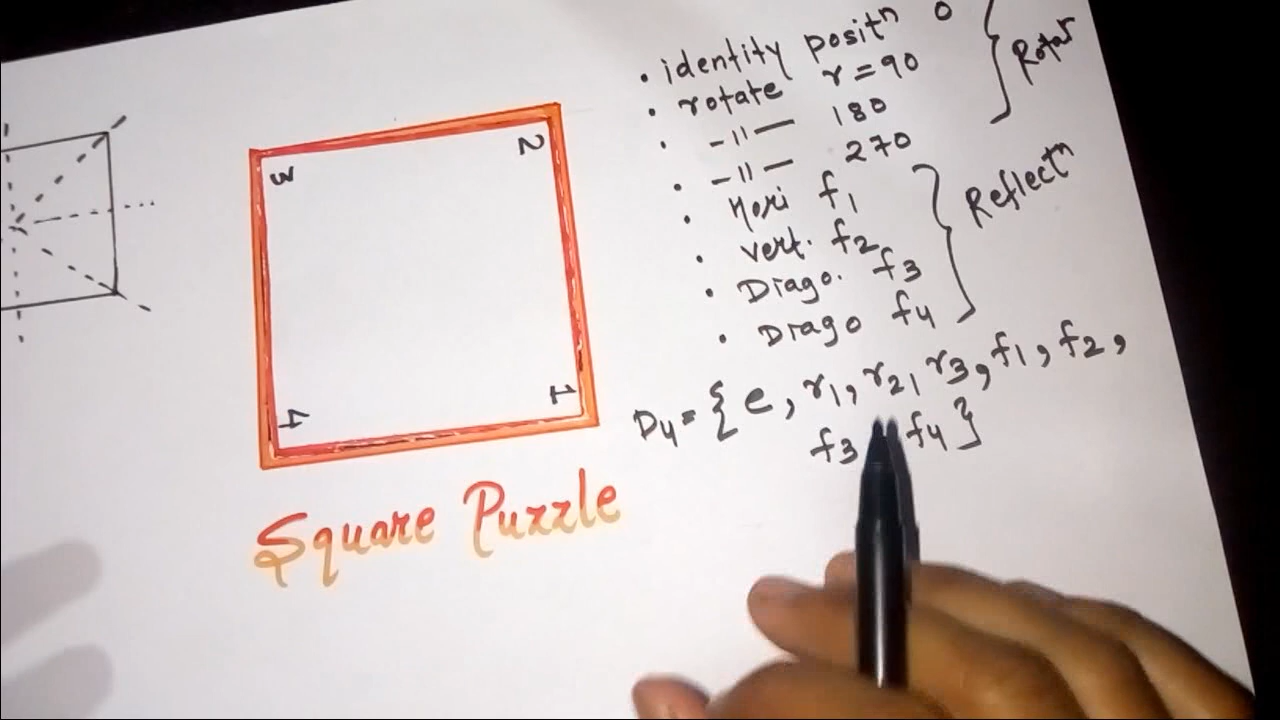 • identity positⁿ 0
• rotate r = 90
• -〃- 180
• -〃- 270
• Hori f1
• vert. f2
• Diago. f3
• Diago f4
} Rotaⁿ
} Reflectⁿ
D4 = { e, r1, r2, r3, f1, f2,
f3 f4 }
3 2
4 1
Square Puzzle